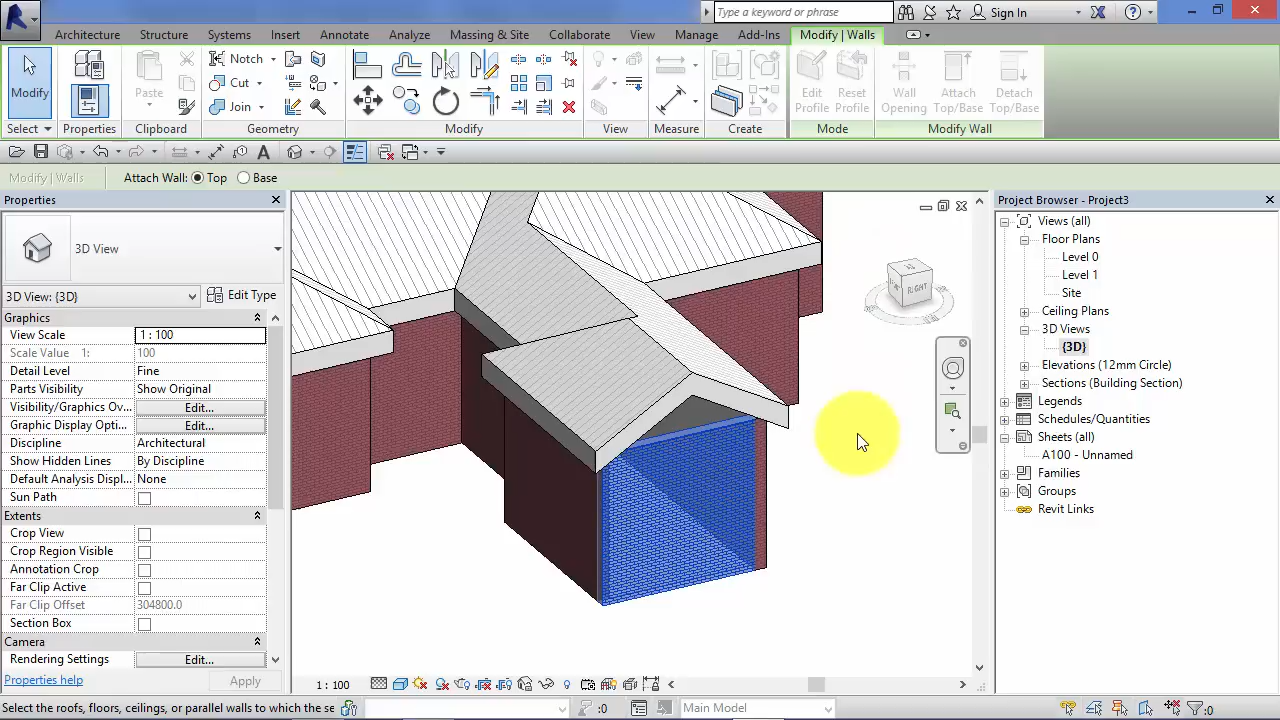 Type a keyword or phrase
Sign In
Architecture
Structure
Systems
Insert
Annotate
Analyze
Massing & Site
Collaborate
View
Manage
Add-Ins
Modify | Walls
Modify
Paste
Notch
Cut
Join
Edit
Profile
Reset
Profile
Wall
Opening
Attach
Top/Base
Detach
Top/Base
Select
Properties
Clipboard
Geometry
Modify
View
Measure
Create
Mode
Modify Wall
Modify | Walls
Attach Wall:
Top
Base
Properties
3D View
3D View: {3D}
Edit Type
Graphics
View Scale
1 : 100
Scale Value 1:
100
Detail Level
Fine
Parts Visibility
Show Original
Visibility/Graphics Ov...
Edit...
Graphic Display Opti...
Edit...
Discipline
Architectural
Show Hidden Lines
By Discipline
Default Analysis Displ...
None
Sun Path
Extents
Crop View
Crop Region Visible
Annotation Crop
Far Clip Active
Far Clip Offset
304800.0
Section Box
Camera
Rendering Settings
Edit...
Properties help
Apply
RIGHT
Project Browser - Project3
Views (all)
Floor Plans
Level 0
Level 1
Site
Ceiling Plans
3D Views
{3D}
Elevations (12mm Circle)
Sections (Building Section)
Legends
Schedules/Quantities
Sheets (all)
A100 - Unnamed
Families
Groups
Revit Links
1 : 100
Select the roofs, floors, ceilings, or parallel walls to which the se
:0
Main Model
:0